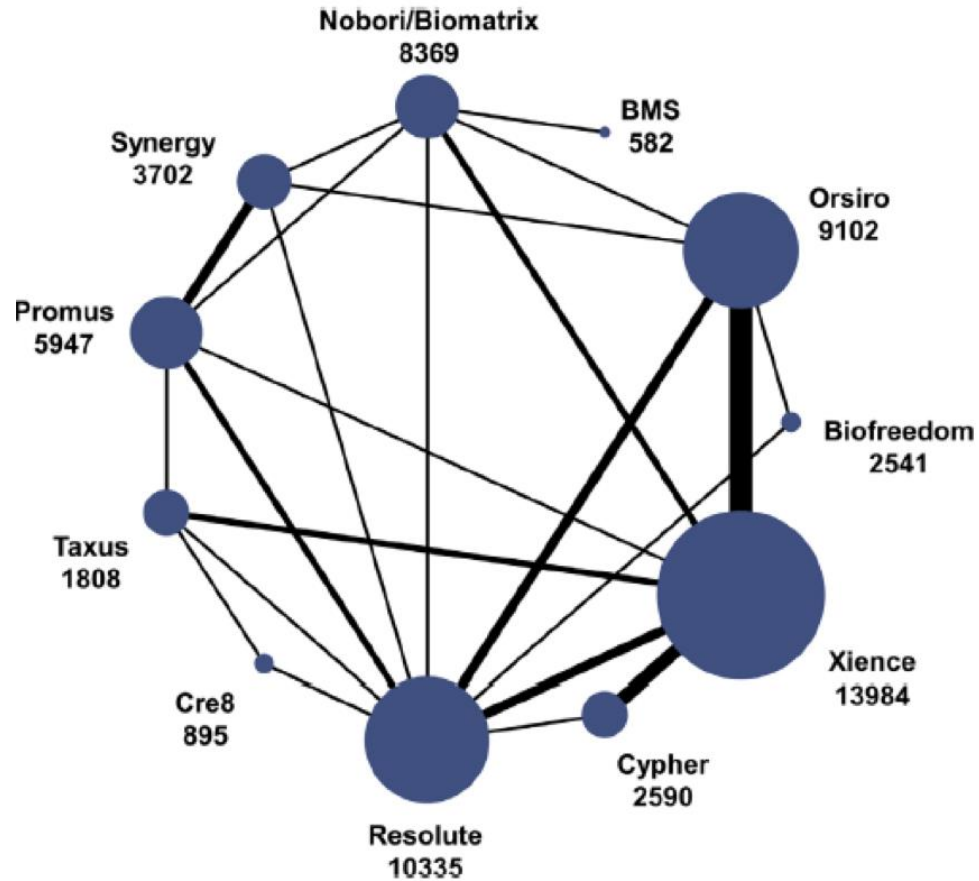 Nobori/Biomatrix
8369
BMS
582
Synergy
3702
Orsiro
9102
Promus
5947
Biofreedom
2541
Taxus
1808
Xience
13984
Cre8
895
Cypher
2590
Resolute
10335